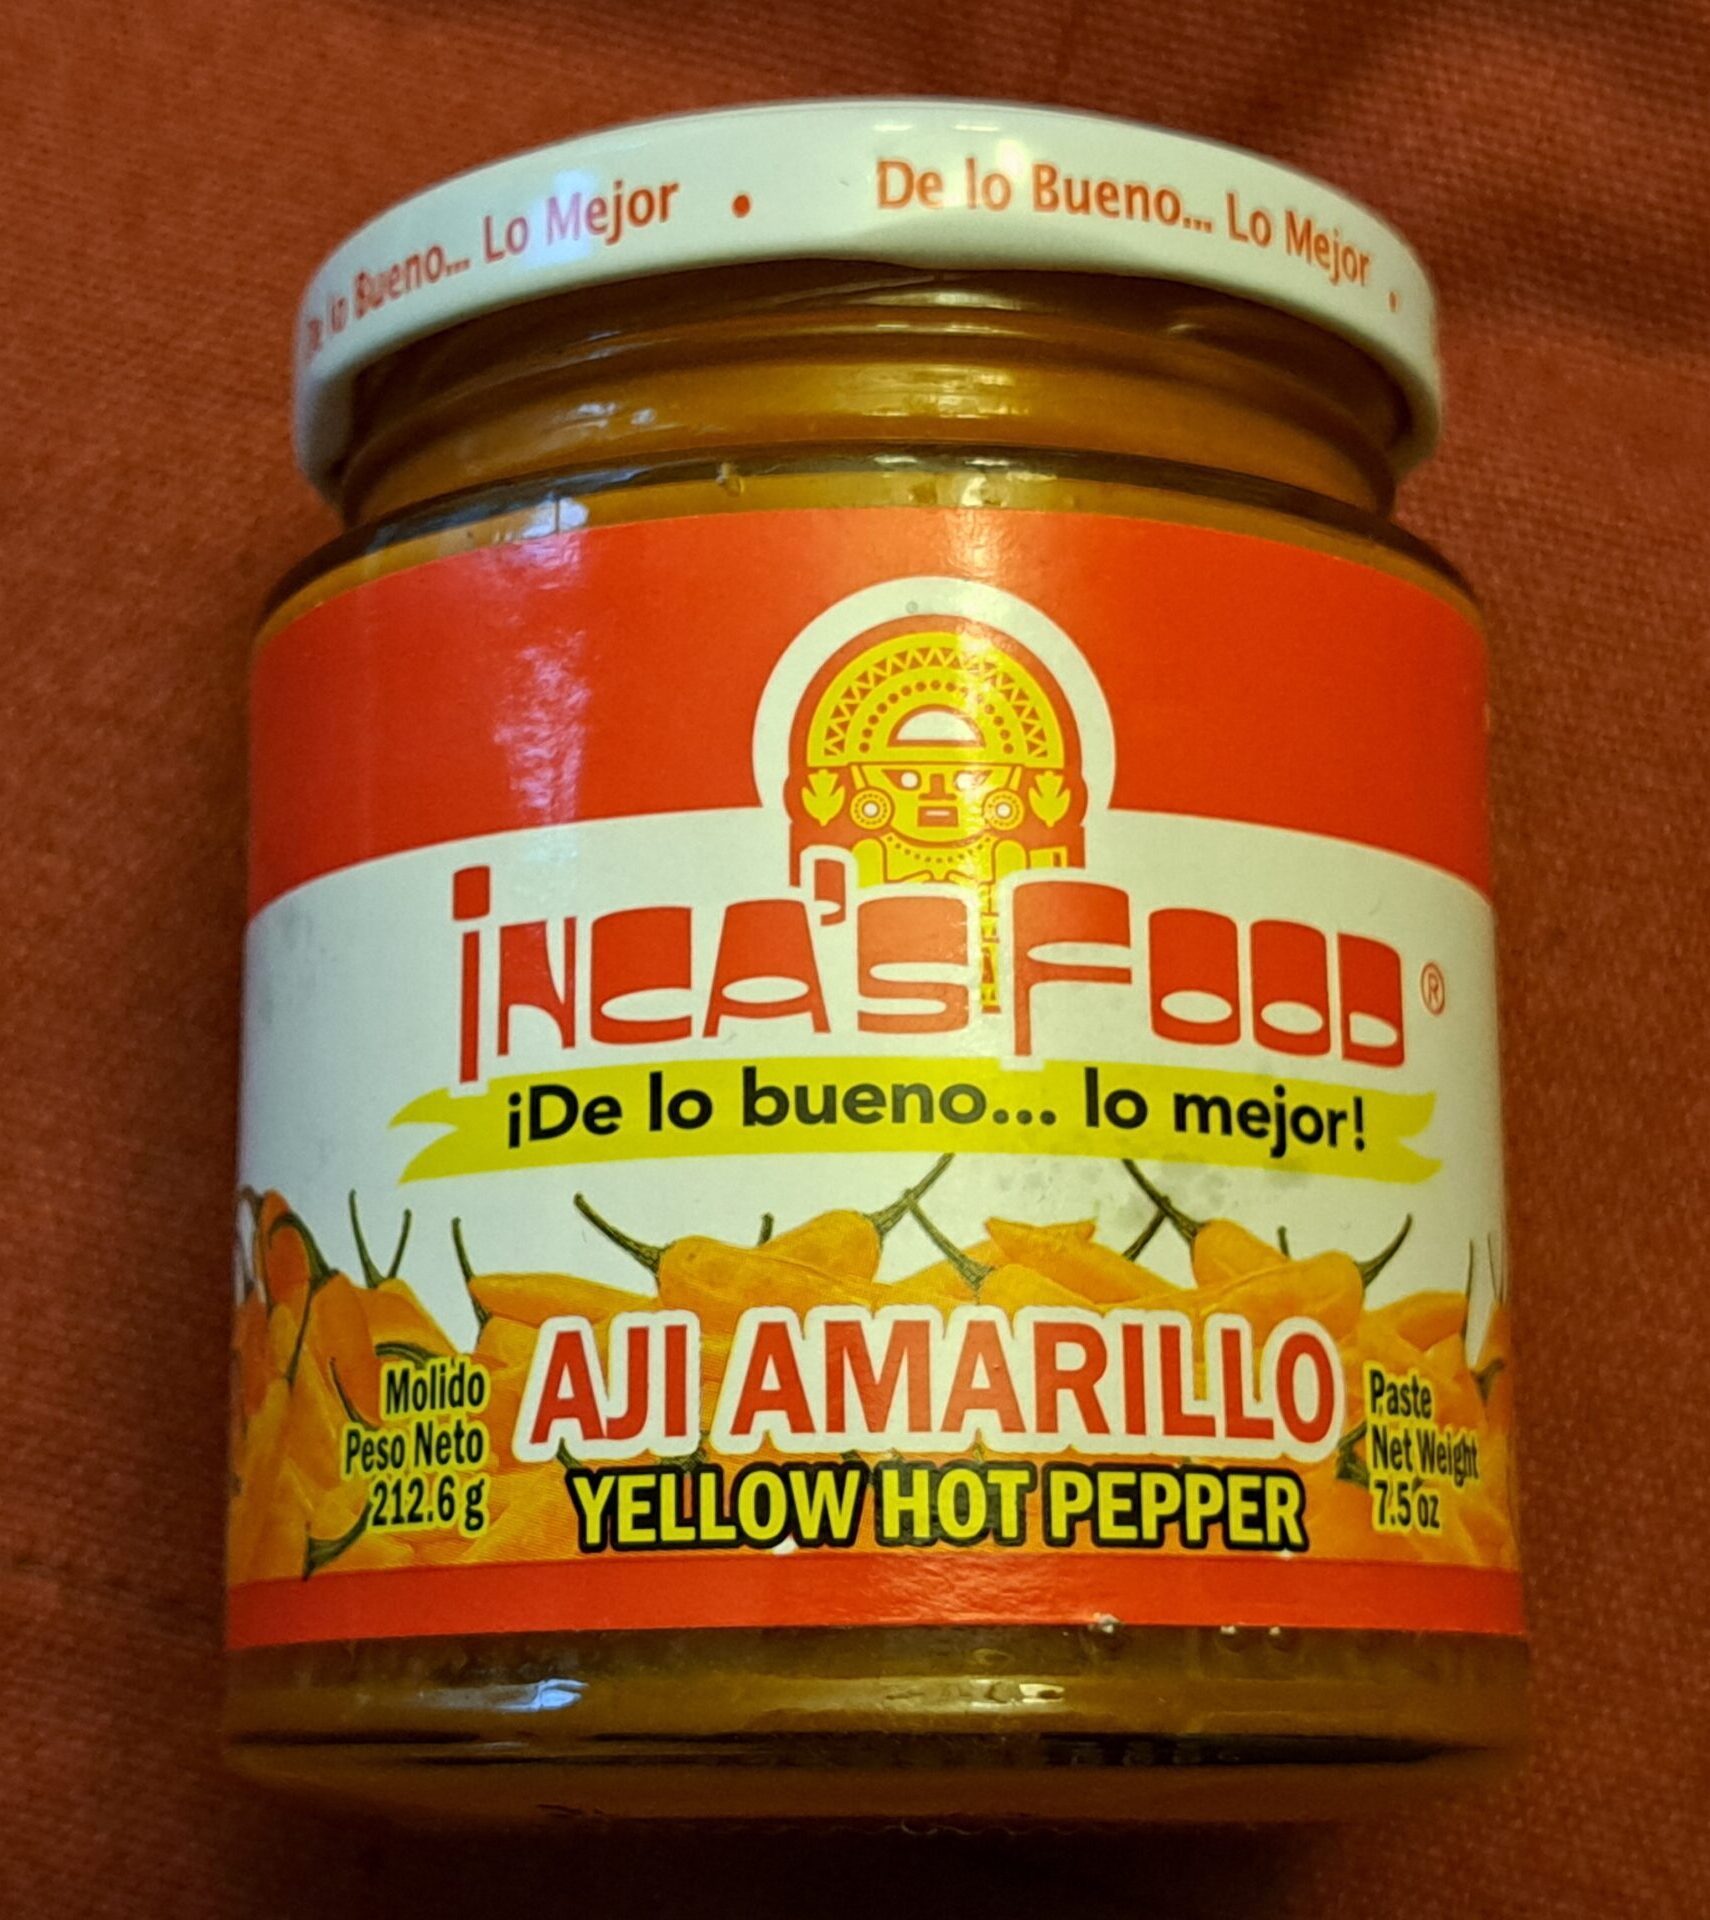 De lo Bueno... Lo Mejor • De lo Bueno... Lo Mejor •
INCA'S FOOD ®
¡De lo bueno... lo mejor!
AJI AMARILLO
YELLOW HOT PEPPER
Molido
Peso Neto
212.6 g
Paste
Net Weight
7.5 oz